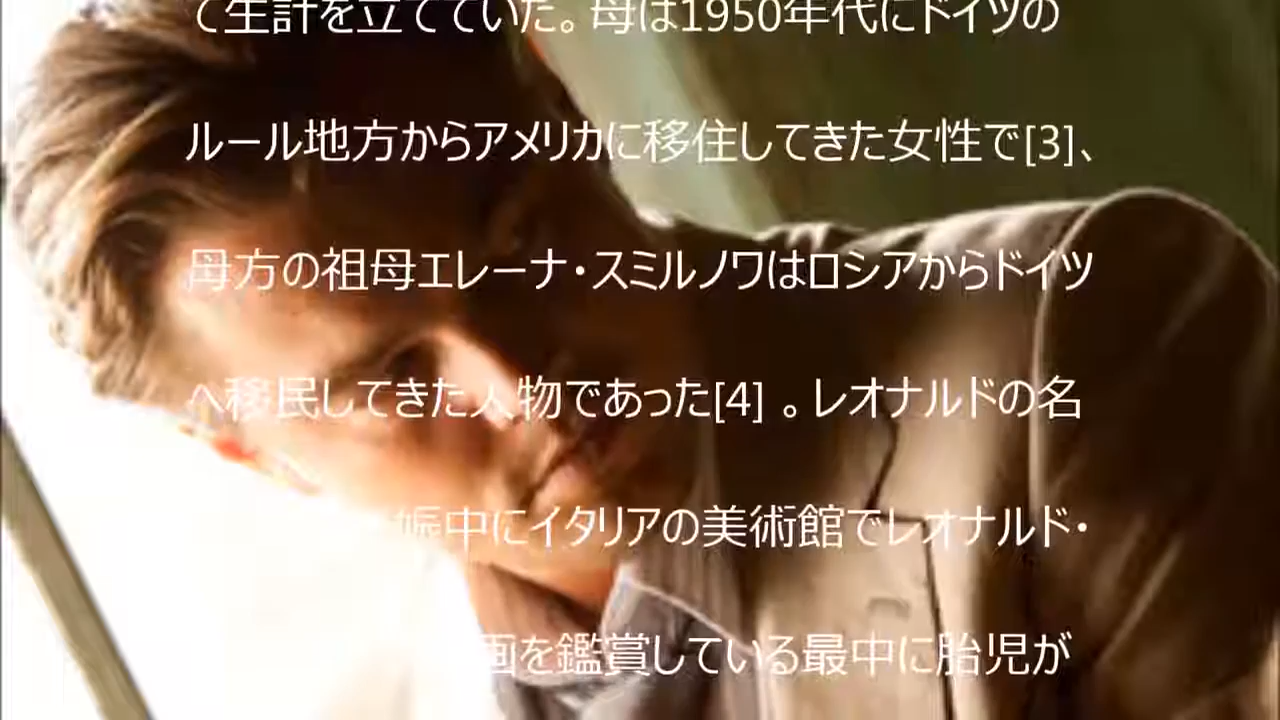 て生計を立てていた。母は1950年代にドイツの
ルール地方からアメリカに移住してきた女性で[3]、
母方の祖母エレーナ・スミルノワはロシアからドイツ
へ移民してきた人物であった[4] 。レオナルドの名
娠中にイタリアの美術館でレオナルド・
画を鑑賞している最中に胎児が